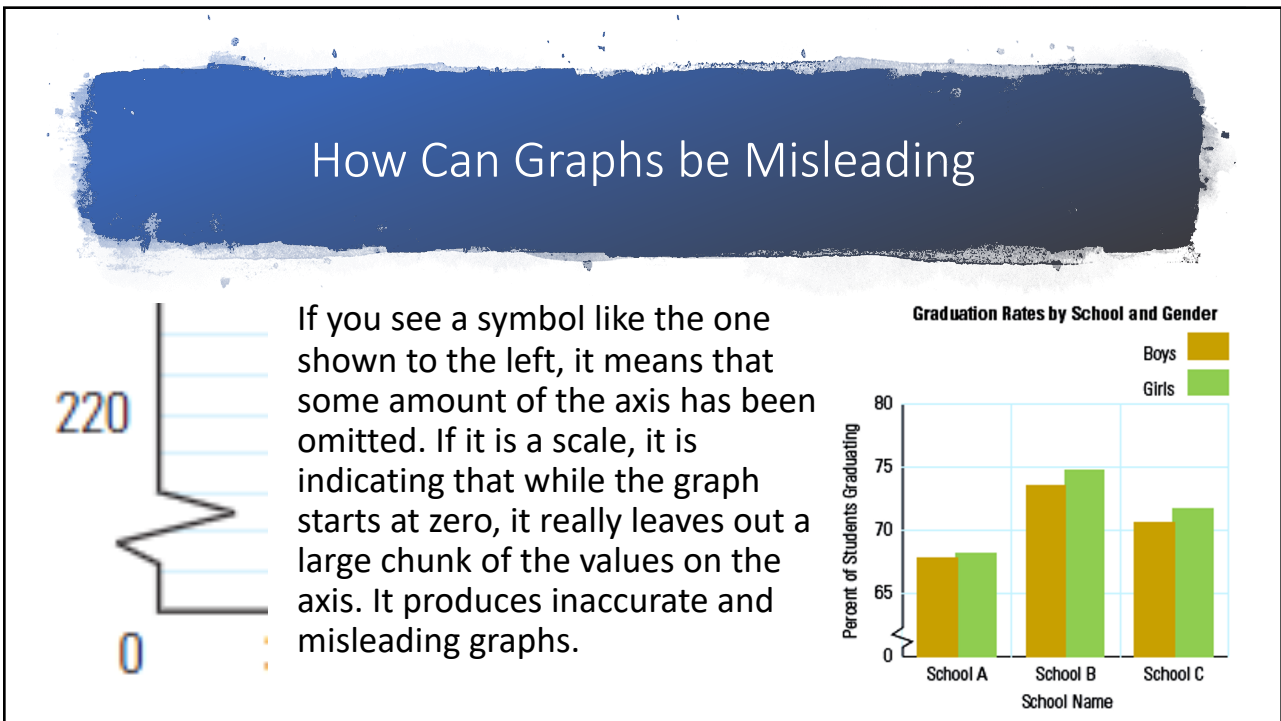 How Can Graphs be Misleading
220
0
If you see a symbol like the one
shown to the left, it means that
some amount of the axis has been
omitted. If it is a scale, it is
indicating that while the graph
starts at zero, it really leaves out a
large chunk of the values on the
axis. It produces inaccurate and
misleading graphs.
Graduation Rates by School and Gender
Boys
Girls
Percent of Students Graduating
80
75
70
65
0
School A School B School C
School Name